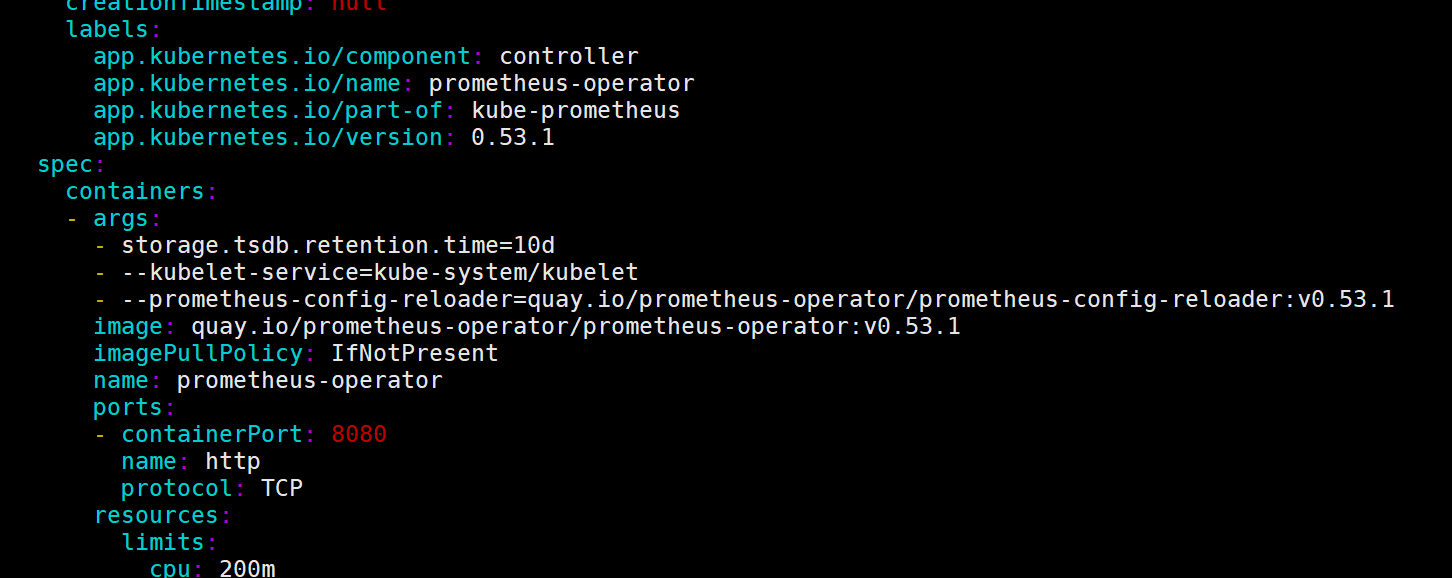 creationTimestamp: null
labels:
app.kubernetes.io/component: controller
app.kubernetes.io/name: prometheus-operator
app.kubernetes.io/part-of: kube-prometheus
app.kubernetes.io/version: 0.53.1
spec:
containers:
- args:
- storage.tsdb.retention.time=10d
- --kubelet-service=kube-system/kubelet
- --prometheus-config-reloader=quay.io/prometheus-operator/prometheus-config-reloader:v0.53.1
image: quay.io/prometheus-operator/prometheus-operator:v0.53.1
imagePullPolicy: IfNotPresent
name: prometheus-operator
ports:
- containerPort: 8080
name: http
protocol: TCP
resources:
limits:
cpu: 200m